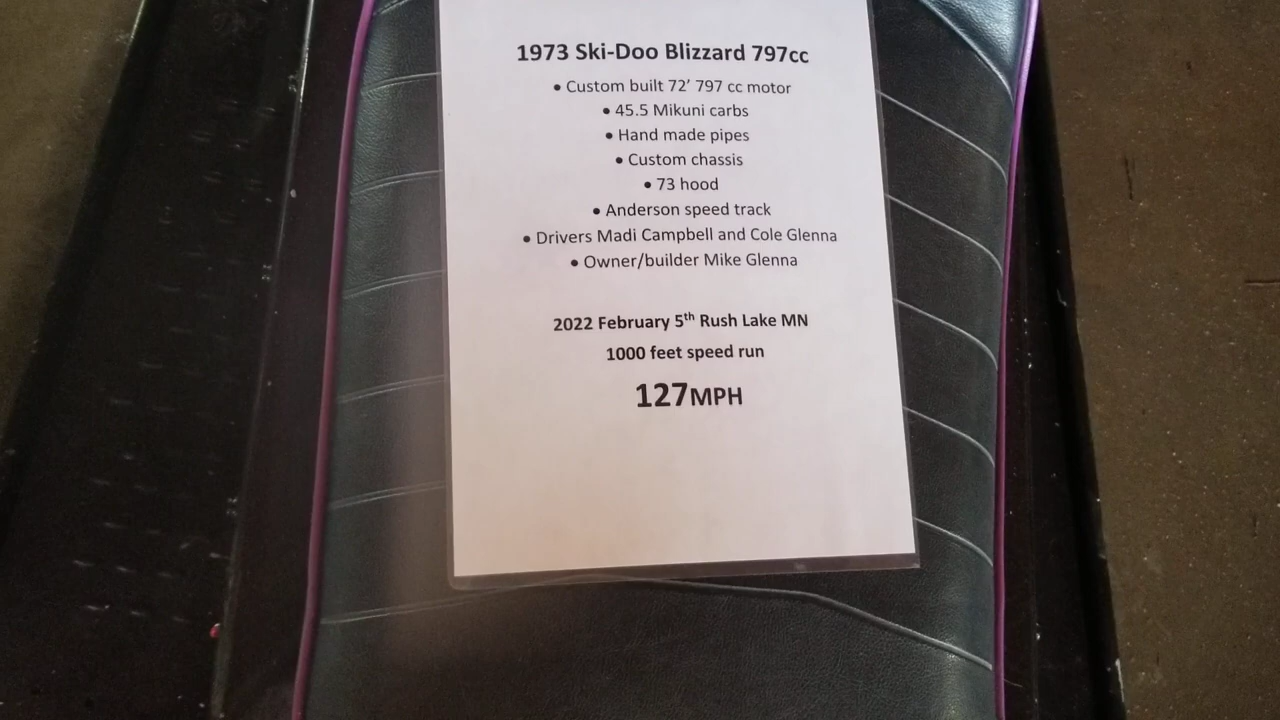 1973 Ski-Doo Blizzard 797cc
• Custom built 72’ 797 cc motor
• 45.5 Mikuni carbs
• Hand made pipes
• Custom chassis
• 73 hood
• Anderson speed track
• Drivers Madi Campbell and Cole Glenna
• Owner/builder Mike Glenna
2022 February 5th Rush Lake MN
1000 feet speed run
127MPH